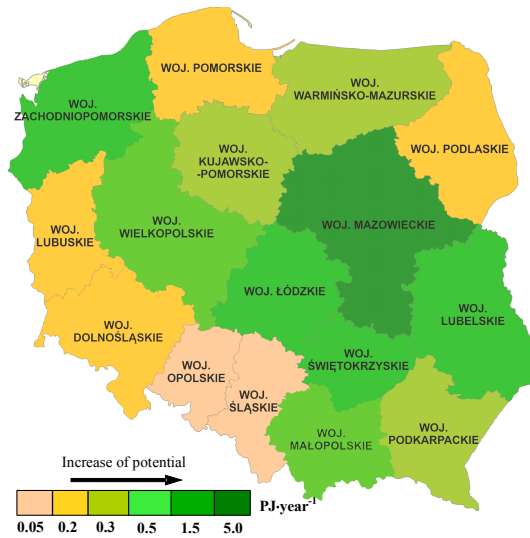 WOJ. POMORSKIE
WOJ.
WARMIŃSKO-MAZURSKIE
WOJ.
ZACHODNIOPOMORSKIE
WOJ. PODLASKIE
WOJ.
KUJAWSKO-
-POMORSKIE
WOJ.
LUBUSKIE
WOJ.
WIELKOPOLSKIE
WOJ. MAZOWIECKIE
WOJ. ŁÓDZKIE
WOJ.
LUBELSKIE
WOJ.
DOLNOŚLĄSKIE
WOJ.
OPOLSKIE
WOJ.
ŚLĄSKIE
WOJ.
ŚWIĘTOKRZYSKIE
WOJ.
MAŁOPOLSKIE
WOJ.
PODKARPACKIE
Increase of potential
PJ·year⁻¹
0.05 0.2 0.3 0.5 1.5 5.0